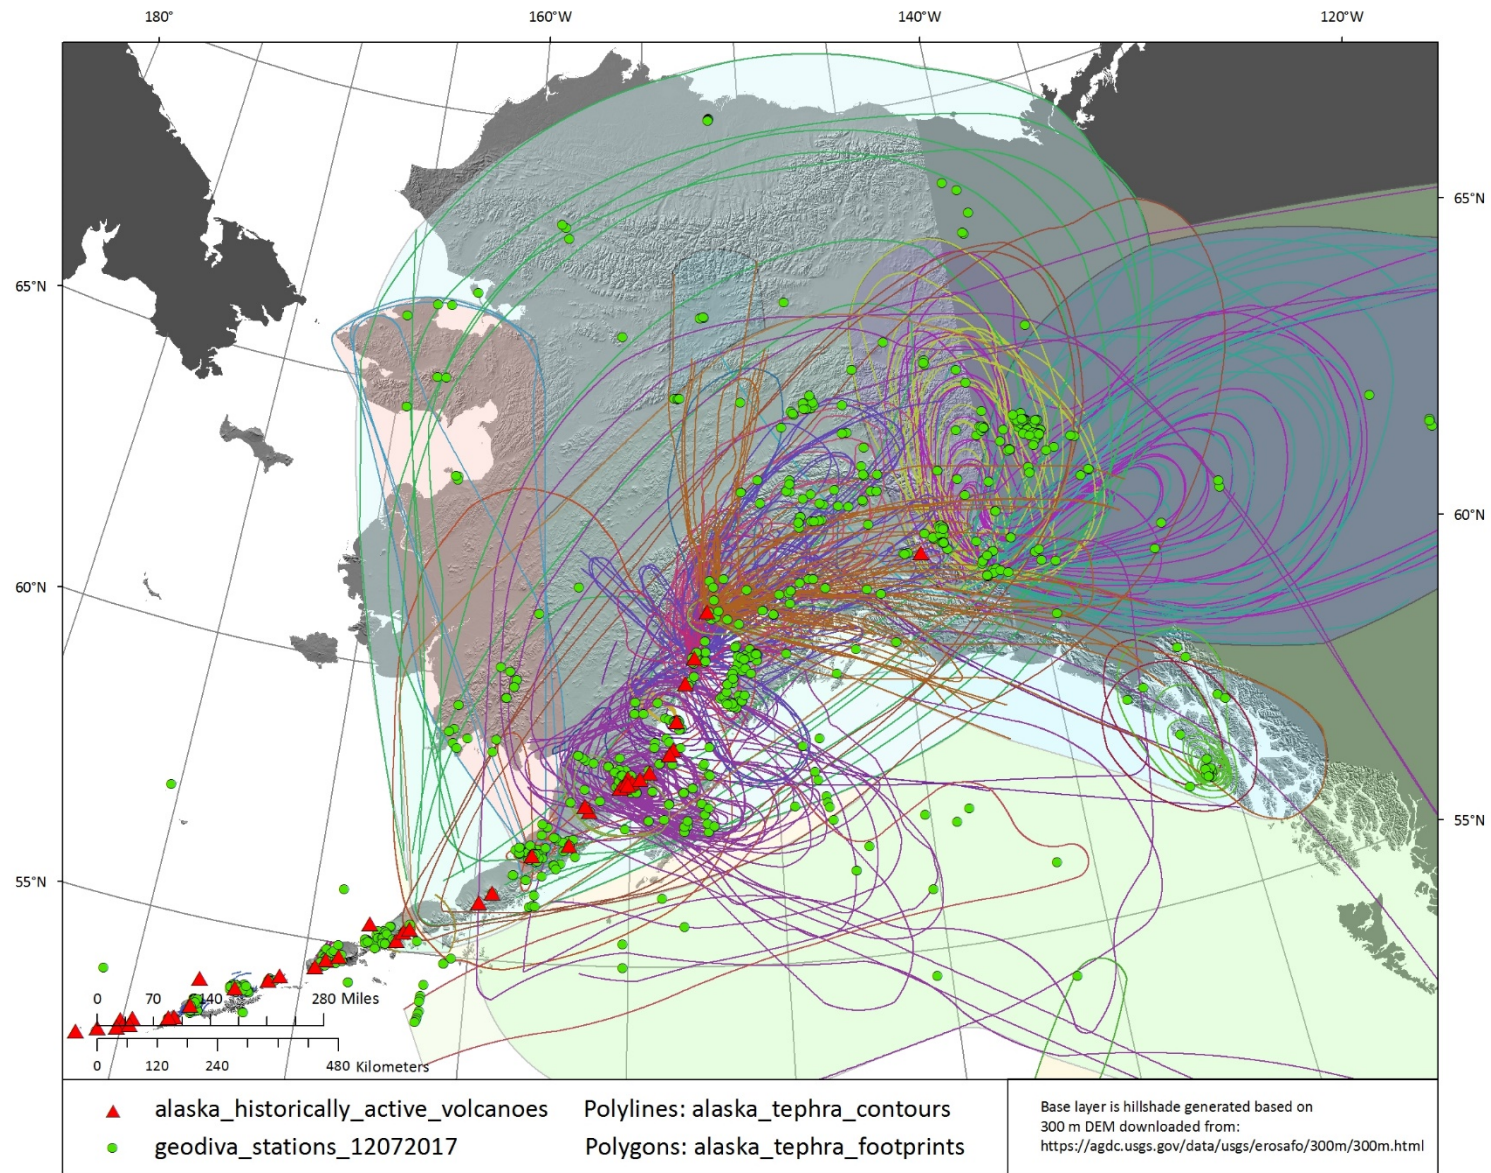 180° 160°W 140°W 120°W
65°N
65°N
60°N
60°N
55°N
55°N
0 70 140 280 Miles
0 120 240 480 Kilometers
alaska_historically_active_volcanoes Polylines: alaska_tephra_contours
geodiva_stations_12072017 Polygons: alaska_tephra_footprints
Base layer is hillshade generated based on
300 m DEM downloaded from:
https://agdc.usgs.gov/data/usgs/erosafo/300m/300m.html